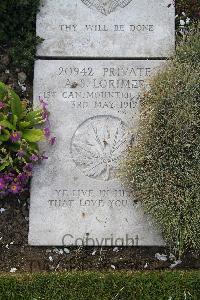 THY WILL BE DONE
20942 PRIVATE
A. S. LORIMER
1ST CAN. MOUNTED
3RD MAY 191
YE LIVE IN
THAT LOVE YOU
© Copyright